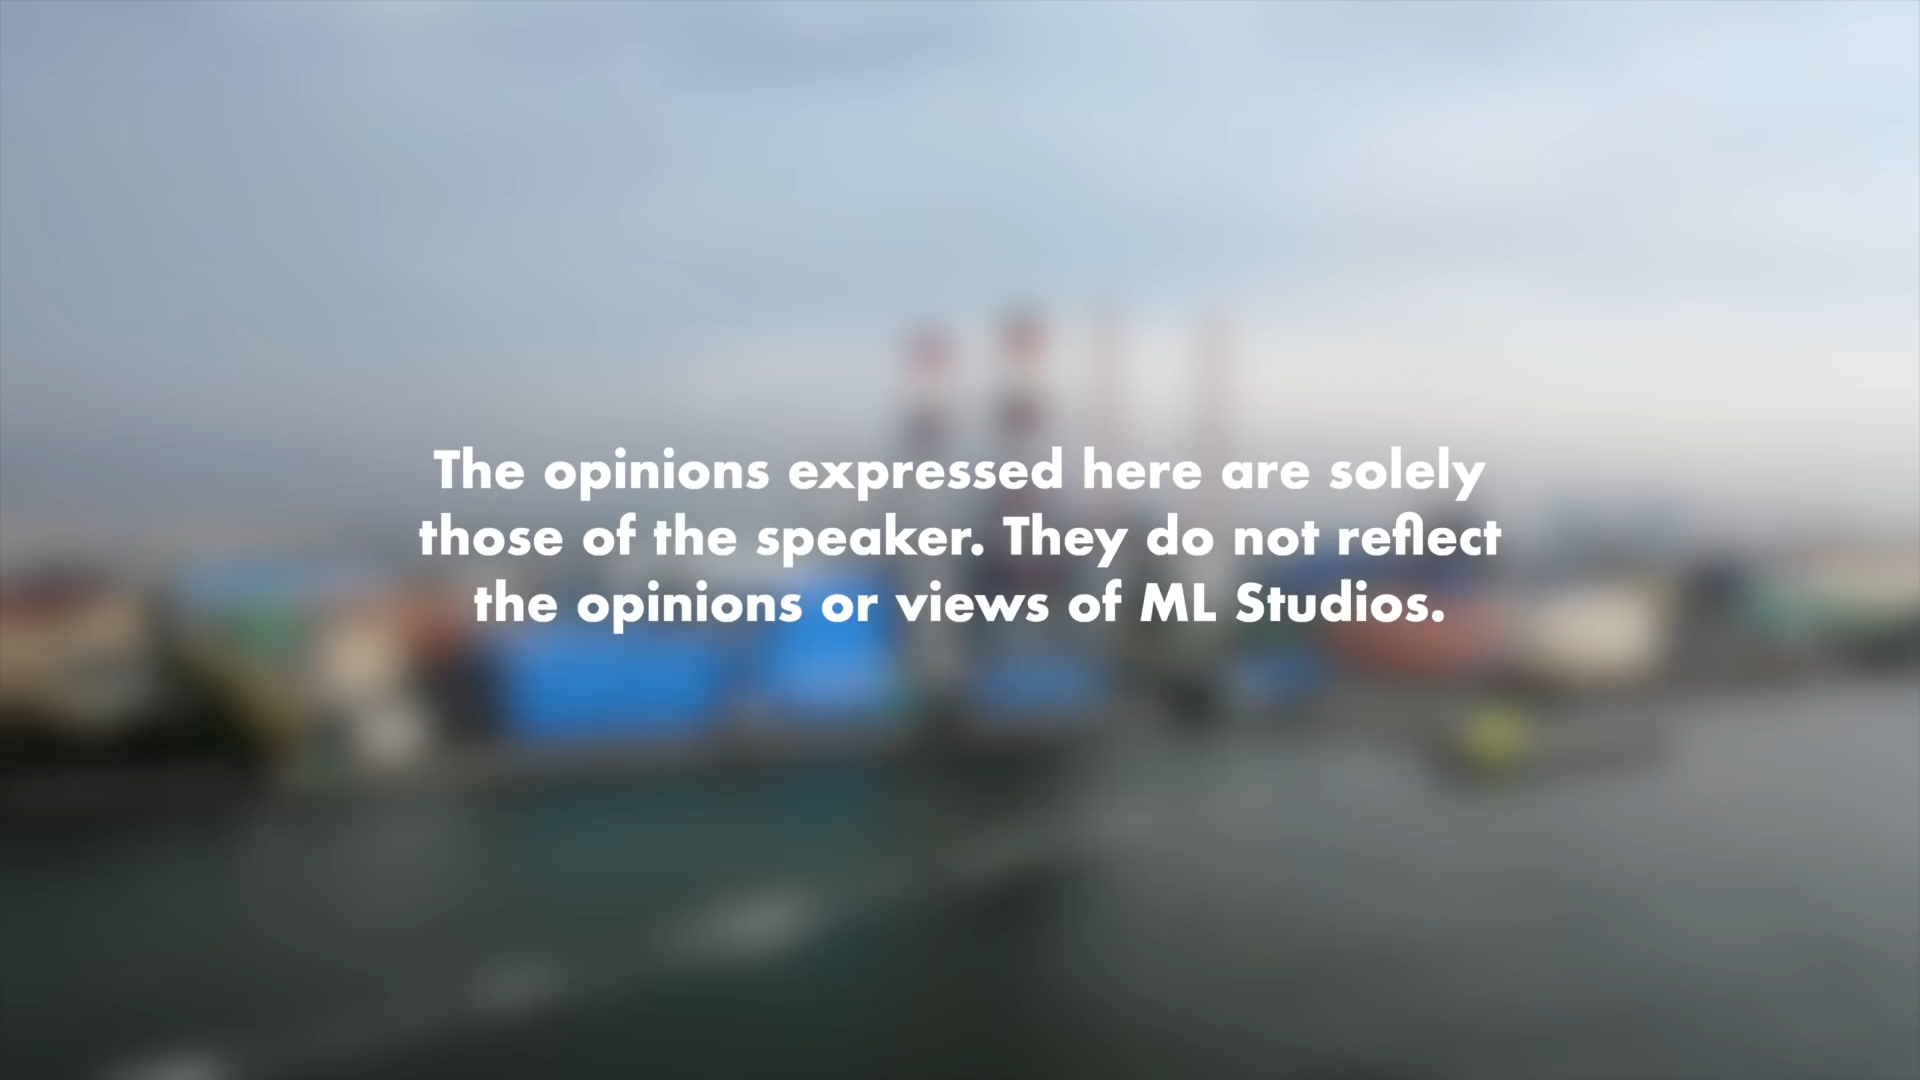 The opinions expressed here are solely
those of the speaker. They do not reflect
the opinions or views of ML Studios.